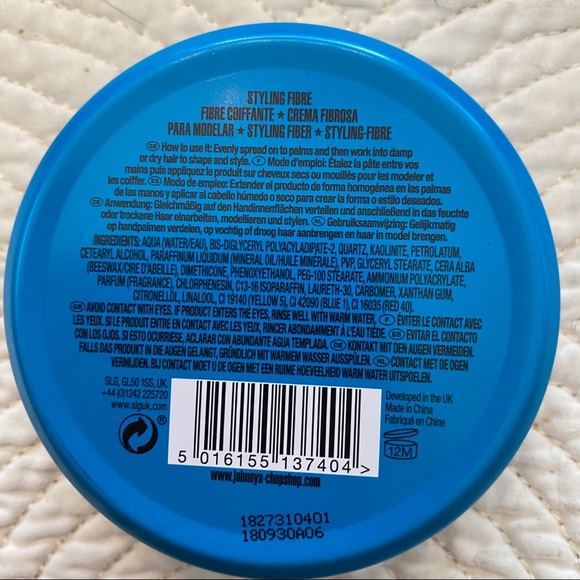 STYLING FIBRE
FIBRE COIFFANTE ★ CREMA FIBROSA
PARA MODELAR ★ STYLING FIBER ★ STYLING-FIBRE
GB How to use it: Evenly spread on to palms and then work into damp
or dry hair to shape and style. F Mode d'emploi: Étalez la pâte entre vos
mains puis appliquez le produit sur cheveux secs ou mouillés pour les modeler et
les coiffer. ES Modo de empleo: Extender el producto de forma homogénea en las palmas
de las manos y aplicar al cabello húmedo o seco para crear la forma o estilo deseados.
DE Anwendung: Gleichmäßig auf den Handinnenflächen verteilen und anschließend in das feuchte
oder trockene Haar einarbeiten, modellieren und stylen. NL Gebruiksaanwijzing: Gelijkmatig
op handpalmen verdelen, op vochtig of droog haar aanbrengen en haar in model brengen.
INGREDIENTS: AQUA (WATER/EAU), BIS-DIGLYCERYL POLYACYLADIPATE-2, QUARTZ, KAOLINITE, PETROLATUM,
CETEARYL ALCOHOL, PARAFFINUM LIQUIDUM (MINERAL OIL/HUILE MINERALE), PVP, GLYCERYL STEARATE, CERA ALBA
(BEESWAX/CIRE D'ABEILLE), DIMETHICONE, PHENOXYETHANOL, PEG-100 STEARATE, AMMONIUM POLYACRYLATE,
PARFUM (FRAGRANCE), CHLORPHENESIN, C13-16 ISOPARAFFIN, LAURETH-30, CARBOMER, XANTHAN GUM,
CITRONELLOL, LINALOOL, CI 19140 (YELLOW 5), CI 42090 (BLUE 1), CI 16035 (RED 40).
GB AVOID CONTACT WITH EYES. IF PRODUCT ENTERS THE EYES, RINSE WELL WITH WARM WATER. F ÉVITER LE CONTACT AVEC
LES YEUX. SI LE PRODUIT ENTRE EN CONTACT AVEC LES YEUX, RINCER ABONDAMMENT À L'EAU TIÈDE. ES EVITAR EL CONTACTO
CON LOS OJOS. SI ESTO OCURRIESE, ACLARAR CON ABUNDANTE AGUA TEMPLADA. DE KONTAKT MIT DEN AUGEN VERMEIDEN.
FALLS DAS PRODUKT IN DIE AUGEN GELANGT, GRÜNDLICH MIT WARMEM WASSER AUSSPÜLEN. NL CONTACT MET DE OGEN
VERMIJDEN. BIJ CONTACT MOET U DE OGEN MET EEN RUIME HOEVEELHEID WARM WATER UITSPOELEN.
SLG, GL50 1SS, UK.
+44 (0)1242 225720
www.slguk.com
Developed in the UK
Made in China
Fabriqué en Chine
®
12M
5 016155 137404 >
www.johnnys-chopshop.com
1827310401
180930A06